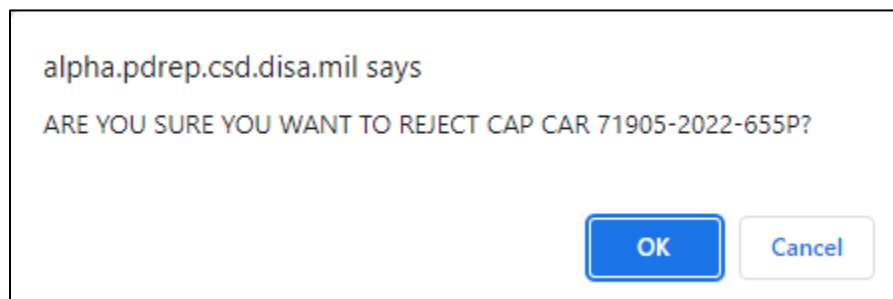 alpha.pdrep.csd.disa.mil says
ARE YOU SURE YOU WANT TO REJECT CAP CAR 71905-2022-655P?
OK
Cancel